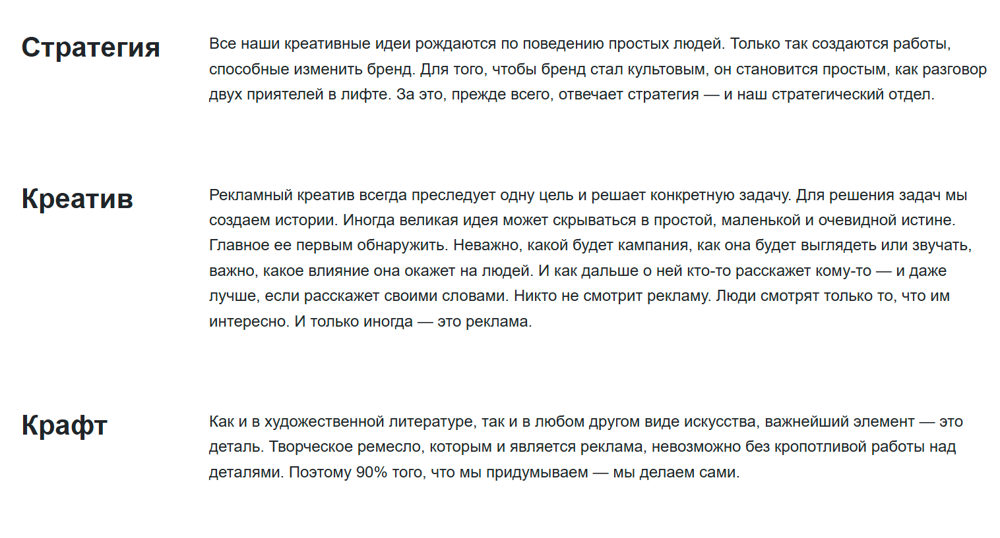 Стратегия
Все наши креативные идеи рождаются по поведению простых людей. Только так создаются работы,
способные изменить бренд. Для того, чтобы бренд стал культовым, он становится простым, как разговор
двух приятелей в лифте. За это, прежде всего, отвечает стратегия — и наш стратегический отдел.
Креатив
Рекламный креатив всегда преследует одну цель и решает конкретную задачу. Для решения задач мы
создаем истории. Иногда великая идея может скрываться в простой, маленькой и очевидной истине.
Главное ее первым обнаружить. Неважно, какой будет кампания, как она будет выглядеть или звучать,
важно, какое влияние она окажет на людей. И как дальше о ней кто-то расскажет кому-то — и даже
лучше, если расскажет своими словами. Никто не смотрит рекламу. Люди смотрят только то, что им
интересно. И только иногда — это реклама.
Крафт
Как и в художественной литературе, так и в любом другом виде искусства, важнейший элемент — это
деталь. Творческое ремесло, которым и является реклама, невозможно без кропотливой работы над
деталями. Поэтому 90% того, что мы придумываем — мы делаем сами.